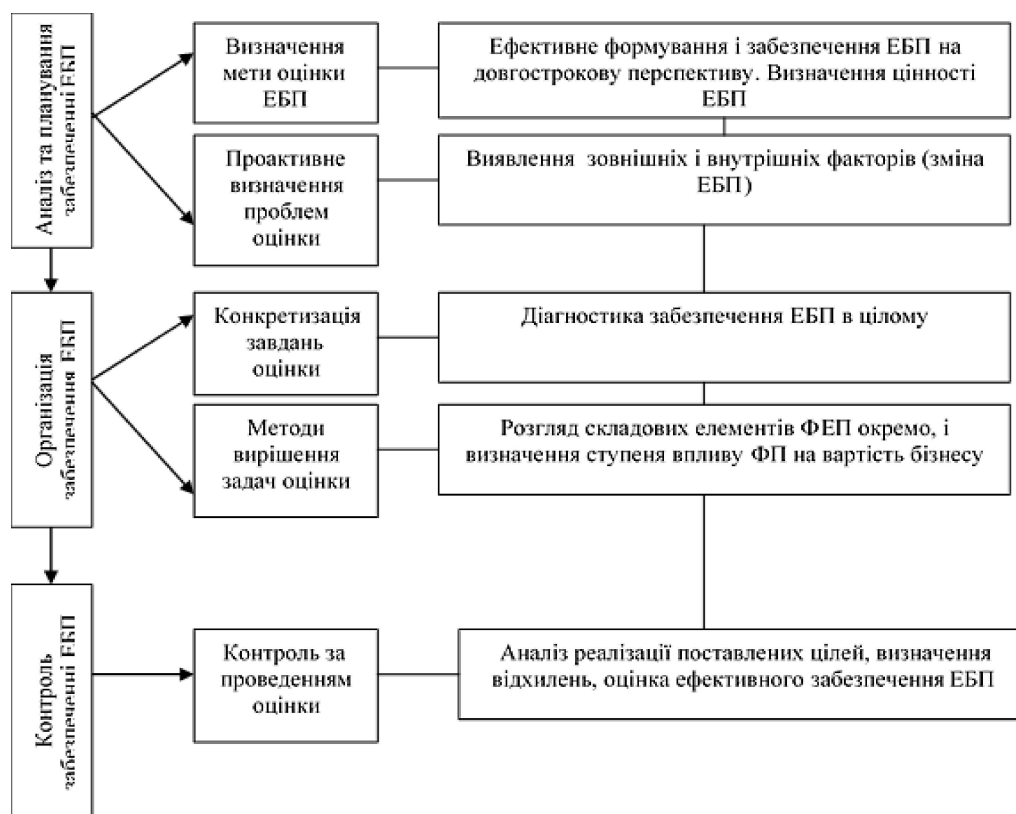 Аналіз та планування
забезпеченні ЕБП
Визначення
мети оцінки
ЕБП
Ефективне формування і забезпечення ЕБП на
довгострокову перспективу. Визначення цінності
ЕБП
Проактивне
визначення
проблем
оцінки
Виявлення зовнішніх і внутрішніх факторів (зміна
ЕБП)
Організація
забезпечення ЕБП
Конкретизація
завдань
оцінки
Діагностика забезпечення ЕБП в цілому
Методи
вирішення
задач оцінки
Розгляд складових елементів ФЕП окремо, і
визначення ступеня впливу ФП на вартість бізнесу
Контроль
забезпеченні ЕБП
Контроль за
проведенням
оцінки
Аналіз реалізації поставлених цілей, визначення
відхилень, оцінка ефективного забезпечення ЕБП